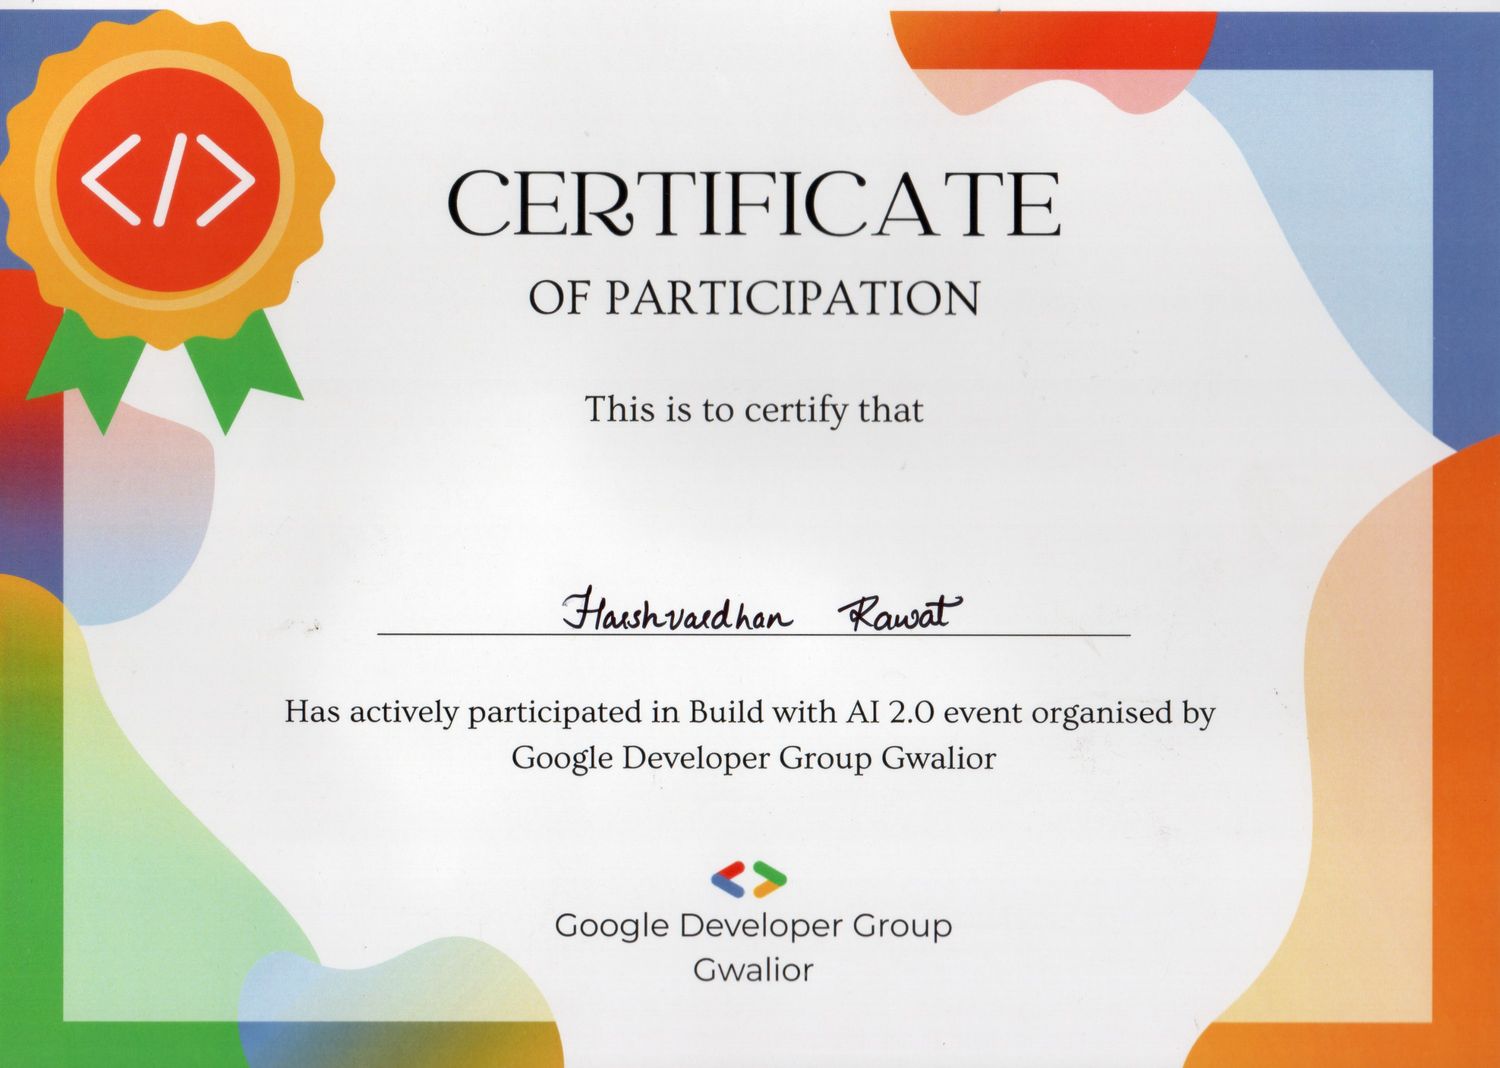 </>
CERTIFICATE
OF PARTICIPATION
This is to certify that
Harshvardhan Rawat
Has actively participated in Build with AI 2.0 event organised by
Google Developer Group Gwalior
Google Developer Group
Gwalior